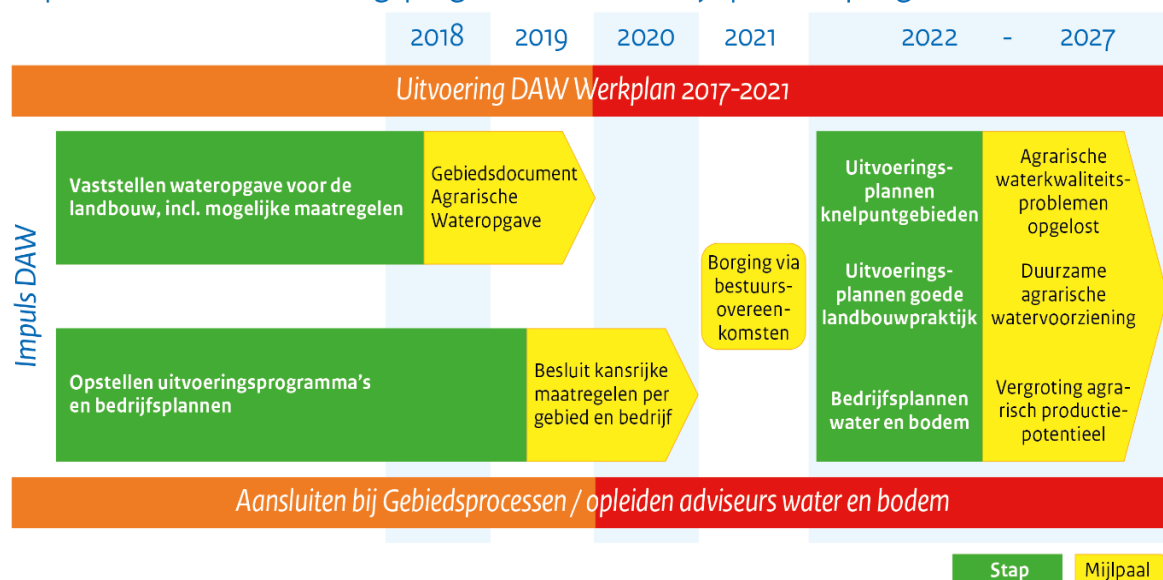 2018 2019 2020 2021 2022 - 2027
Uitvoering DAW Werkplan 2017-2021
Impuls DAW
Vaststellen wateropgave voor de
landbouw, incl. mogelijke maatregelen
Gebiedsdocument
Agrarische
Wateropgave
Opstellen uitvoeringsprogramma's
en bedrijfsplannen
Besluit kansrijke
maatregelen per
gebied en bedrijf
Borging via
bestuurs-
overeen-
komsten
Uitvoerings-
plannen
knelpuntgebieden
Uitvoerings-
plannen goede
landbouwpraktijk
Bedrijfsplannen
water en bodem
Agrarische
waterkwaliteits-
problemen
opgelost
Duurzame
agrarische
watervoorziening
Vergroting agra-
risch productie-
potentieel
Aansluiten bij Gebiedsprocessen / opleiden adviseurs water en bodem
Stap Mijlpaal